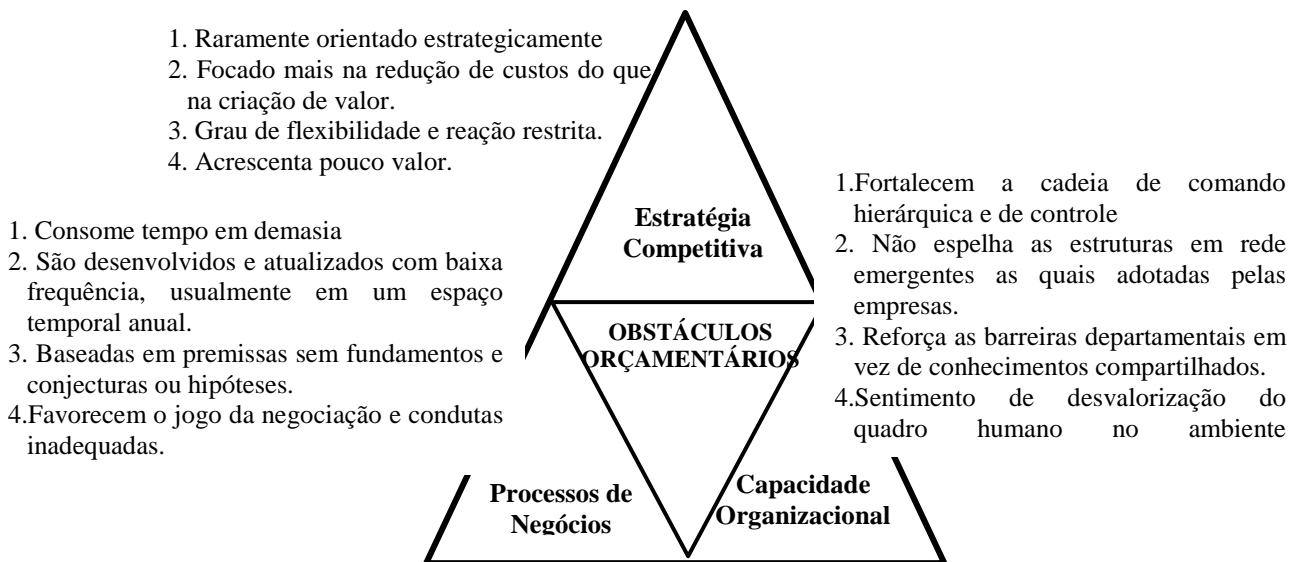 1. Raramente orientado estrategicamente
2. Focado mais na redução de custos do que
na criação de valor.
3. Grau de flexibilidade e reação restrita.
4. Acrescenta pouco valor.
1. Consome tempo em demasia
2. São desenvolvidos e atualizados com baixa
frequência, usualmente em um espaço
temporal anual.
3. Baseadas em premissas sem fundamentos e
conjecturas ou hipóteses.
4.Favorecem o jogo da negociação e condutas
inadequadas.
Estratégia
Competitiva
OBSTÁCULOS
ORÇAMENTÁRIOS
1.Fortalecem a cadeia de comando
hierárquica e de controle
2. Não espelha as estruturas em rede
emergentes as quais adotadas pelas
empresas.
3. Reforça as barreiras departamentais em
vez de conhecimentos compartilhados.
4.Sentimento de desvalorização do
quadro humano no ambiente
Processos de
Negócios
Capacidade
Organizacional